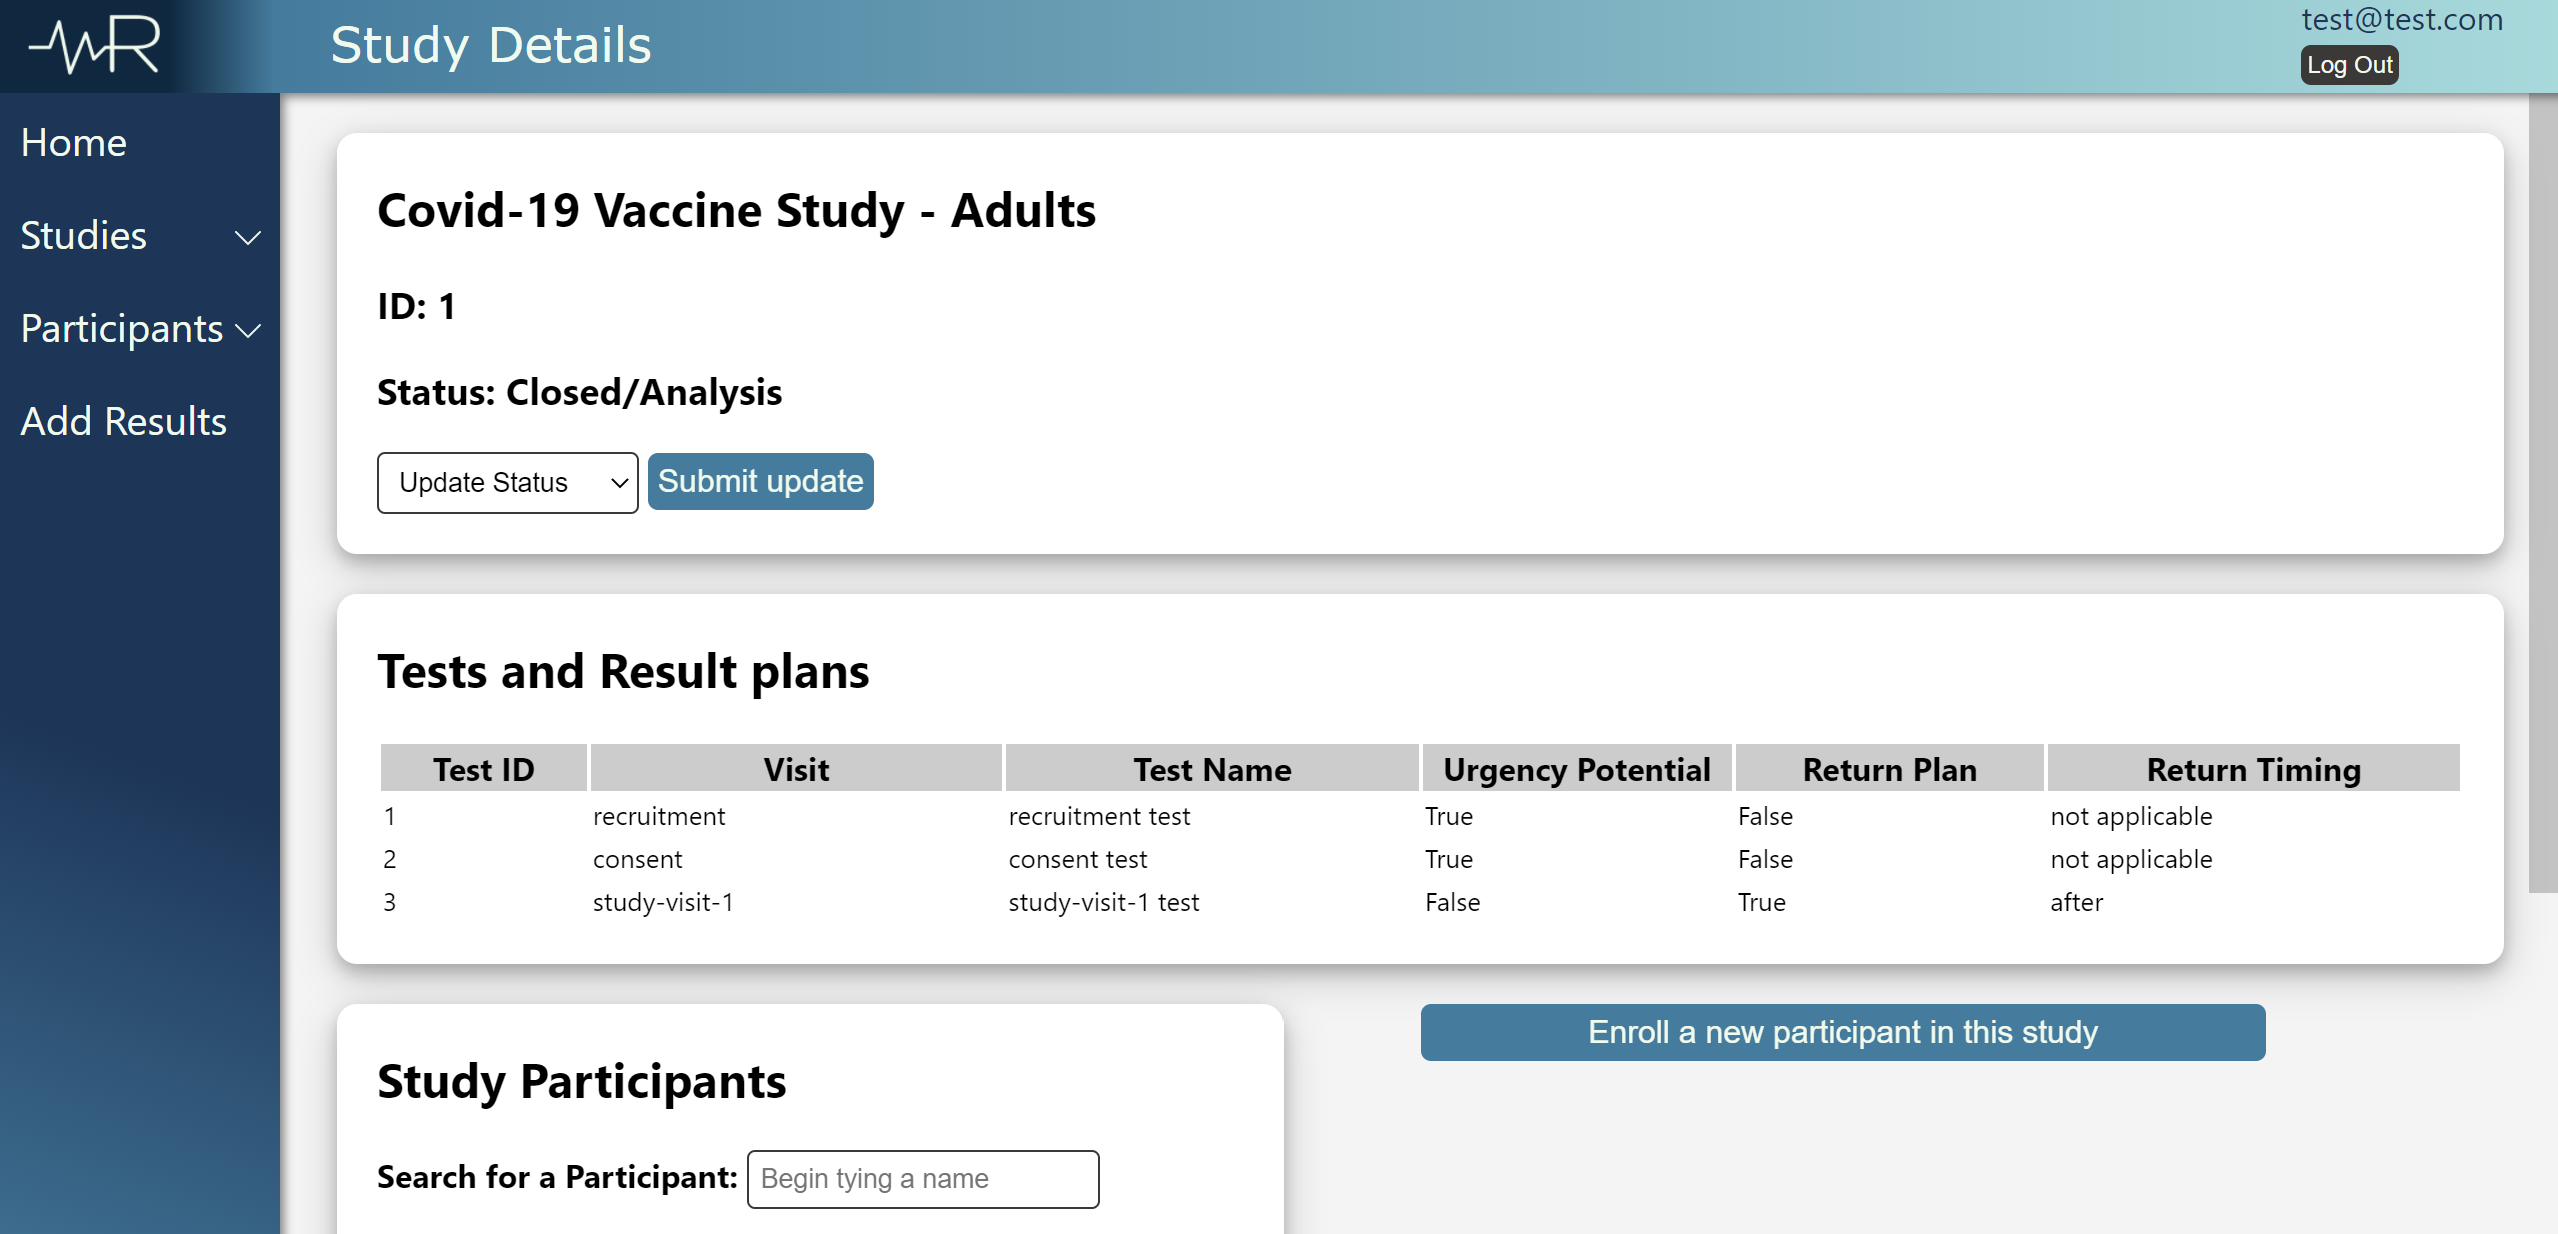 R
Study Details
test@test.com
Log Out
Home
Studies
Participants
Add Results
Covid-19 Vaccine Study - Adults
ID: 1
Status: Closed/Analysis
Update Status Submit update
Tests and Result plans
Test ID Visit Test Name Urgency Potential Return Plan Return Timing
1 recruitment recruitment test True False not applicable
2 consent consent test True False not applicable
3 study-visit-1 study-visit-1 test False True after
Enroll a new participant in this study
Study Participants
Search for a Participant: Begin tying a name